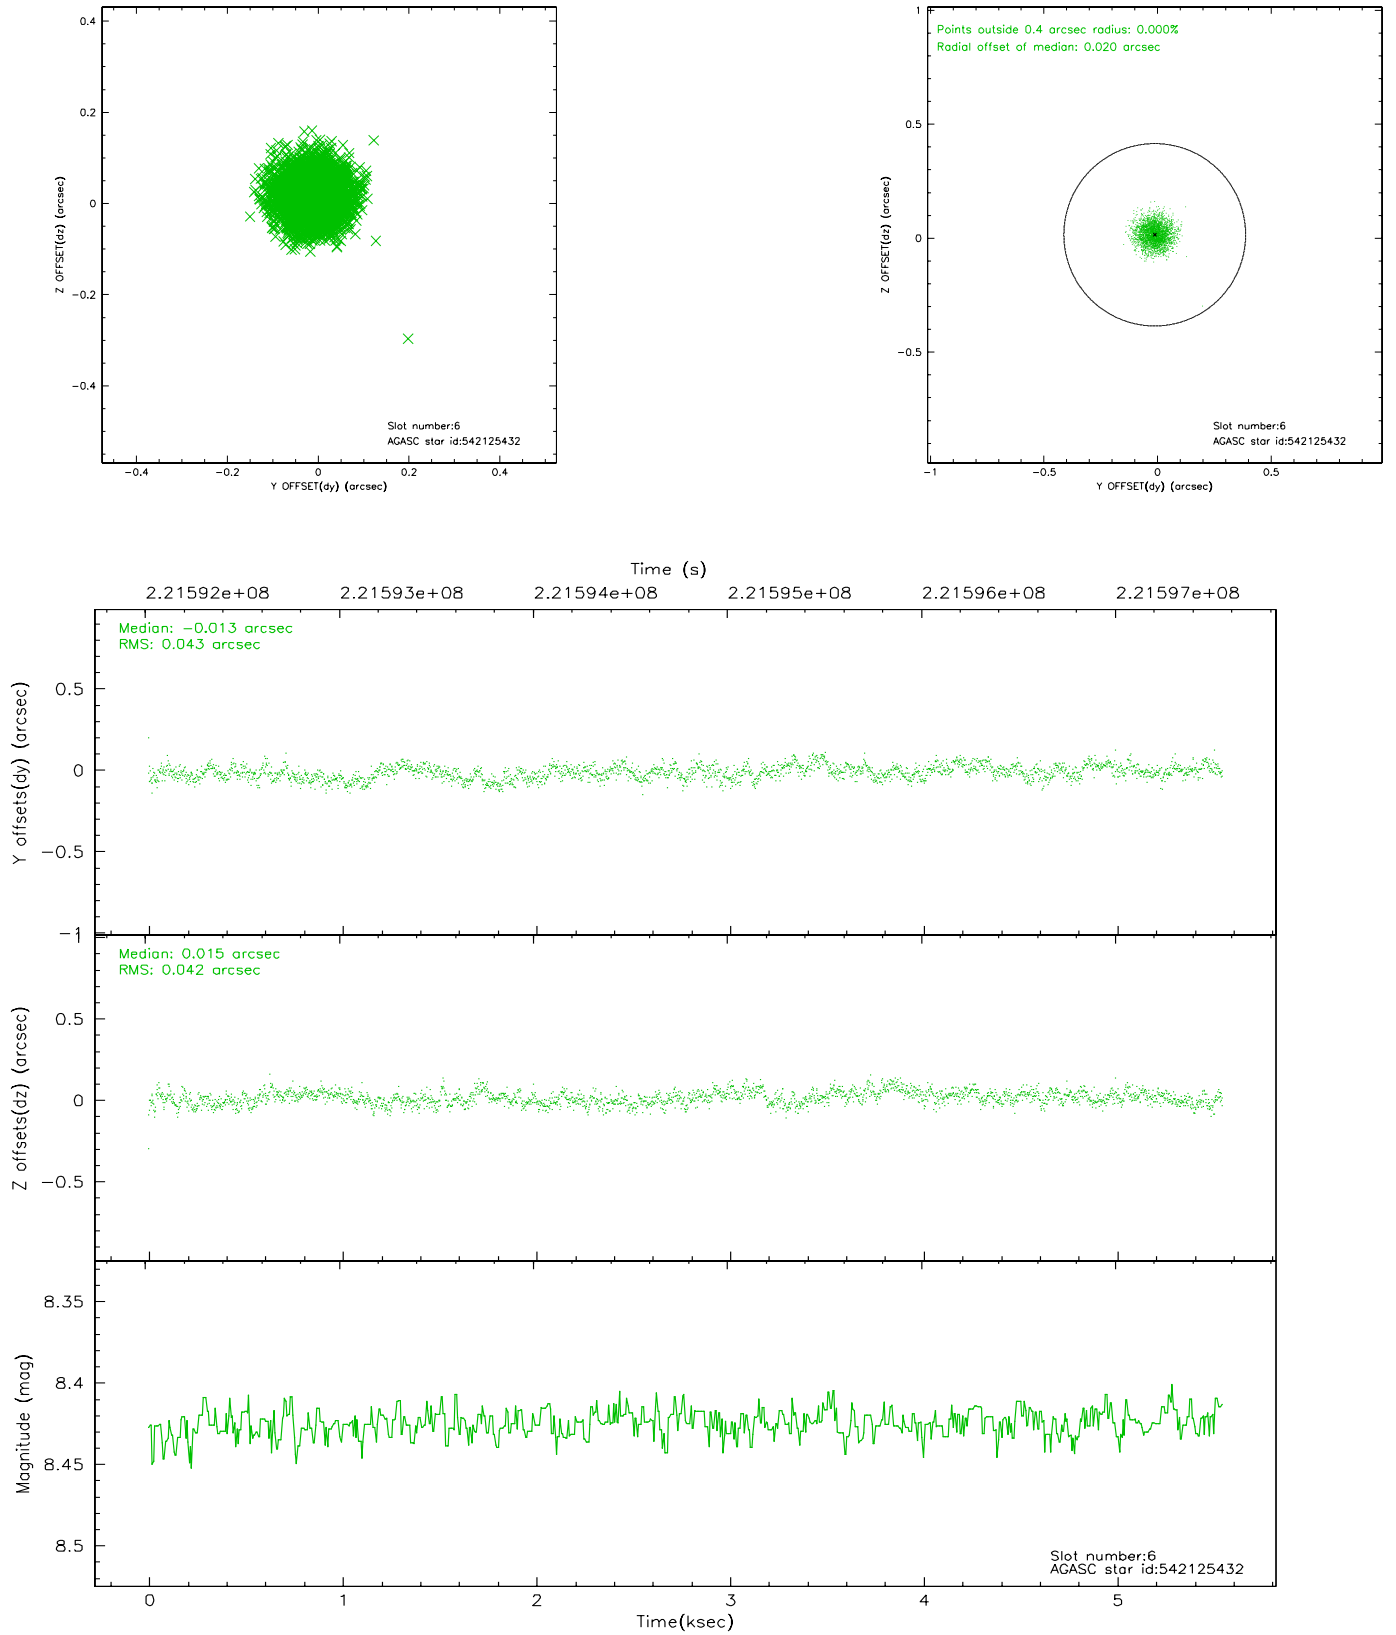 0.4
0.2
0
-0.2
-0.4
Z OFFSET(dz) (arcsec)
Slot number:6
AGASC star id:542125432
-0.4 -0.2 0 0.2 0.4
Y OFFSET(dy) (arcsec)
Points outside 0.4 arcsec radius: 0.000%
Radial offset of median: 0.020 arcsec
1
0.5
0
-0.5
Z OFFSET(dz) (arcsec)
Slot number:6
AGASC star id:542125432
-1 -0.5 0 0.5
Y OFFSET(dy) (arcsec)
Time (s)
2.21592e+08 2.21593e+08 2.21594e+08 2.21595e+08 2.21596e+08 2.21597e+08
Median: -0.013 arcsec
RMS: 0.043 arcsec
0.5
0
-0.5
-1
Y offsets(dy) (arcsec)
Median: 0.015 arcsec
RMS: 0.042 arcsec
1
0.5
0
-0.5
Z offsets(dz) (arcsec)
8.35
8.4
8.45
8.5
Magnitude (mag)
Slot number:6
AGASC star id:542125432
0 1 2 3 4 5
Time(ksec)